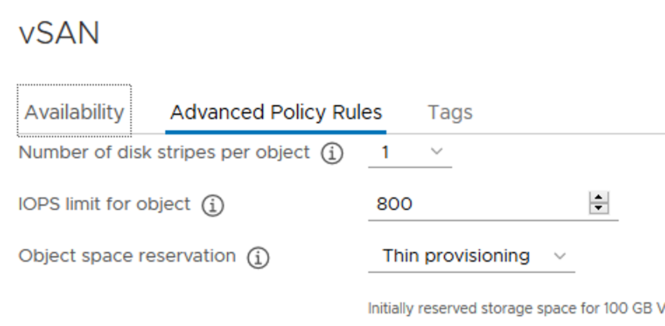 vSAN
Availability Advanced Policy Rules Tags
Number of disk stripes per object 1
IOPS limit for object 800
Object space reservation Thin provisioning
Initially reserved storage space for 100 GB V